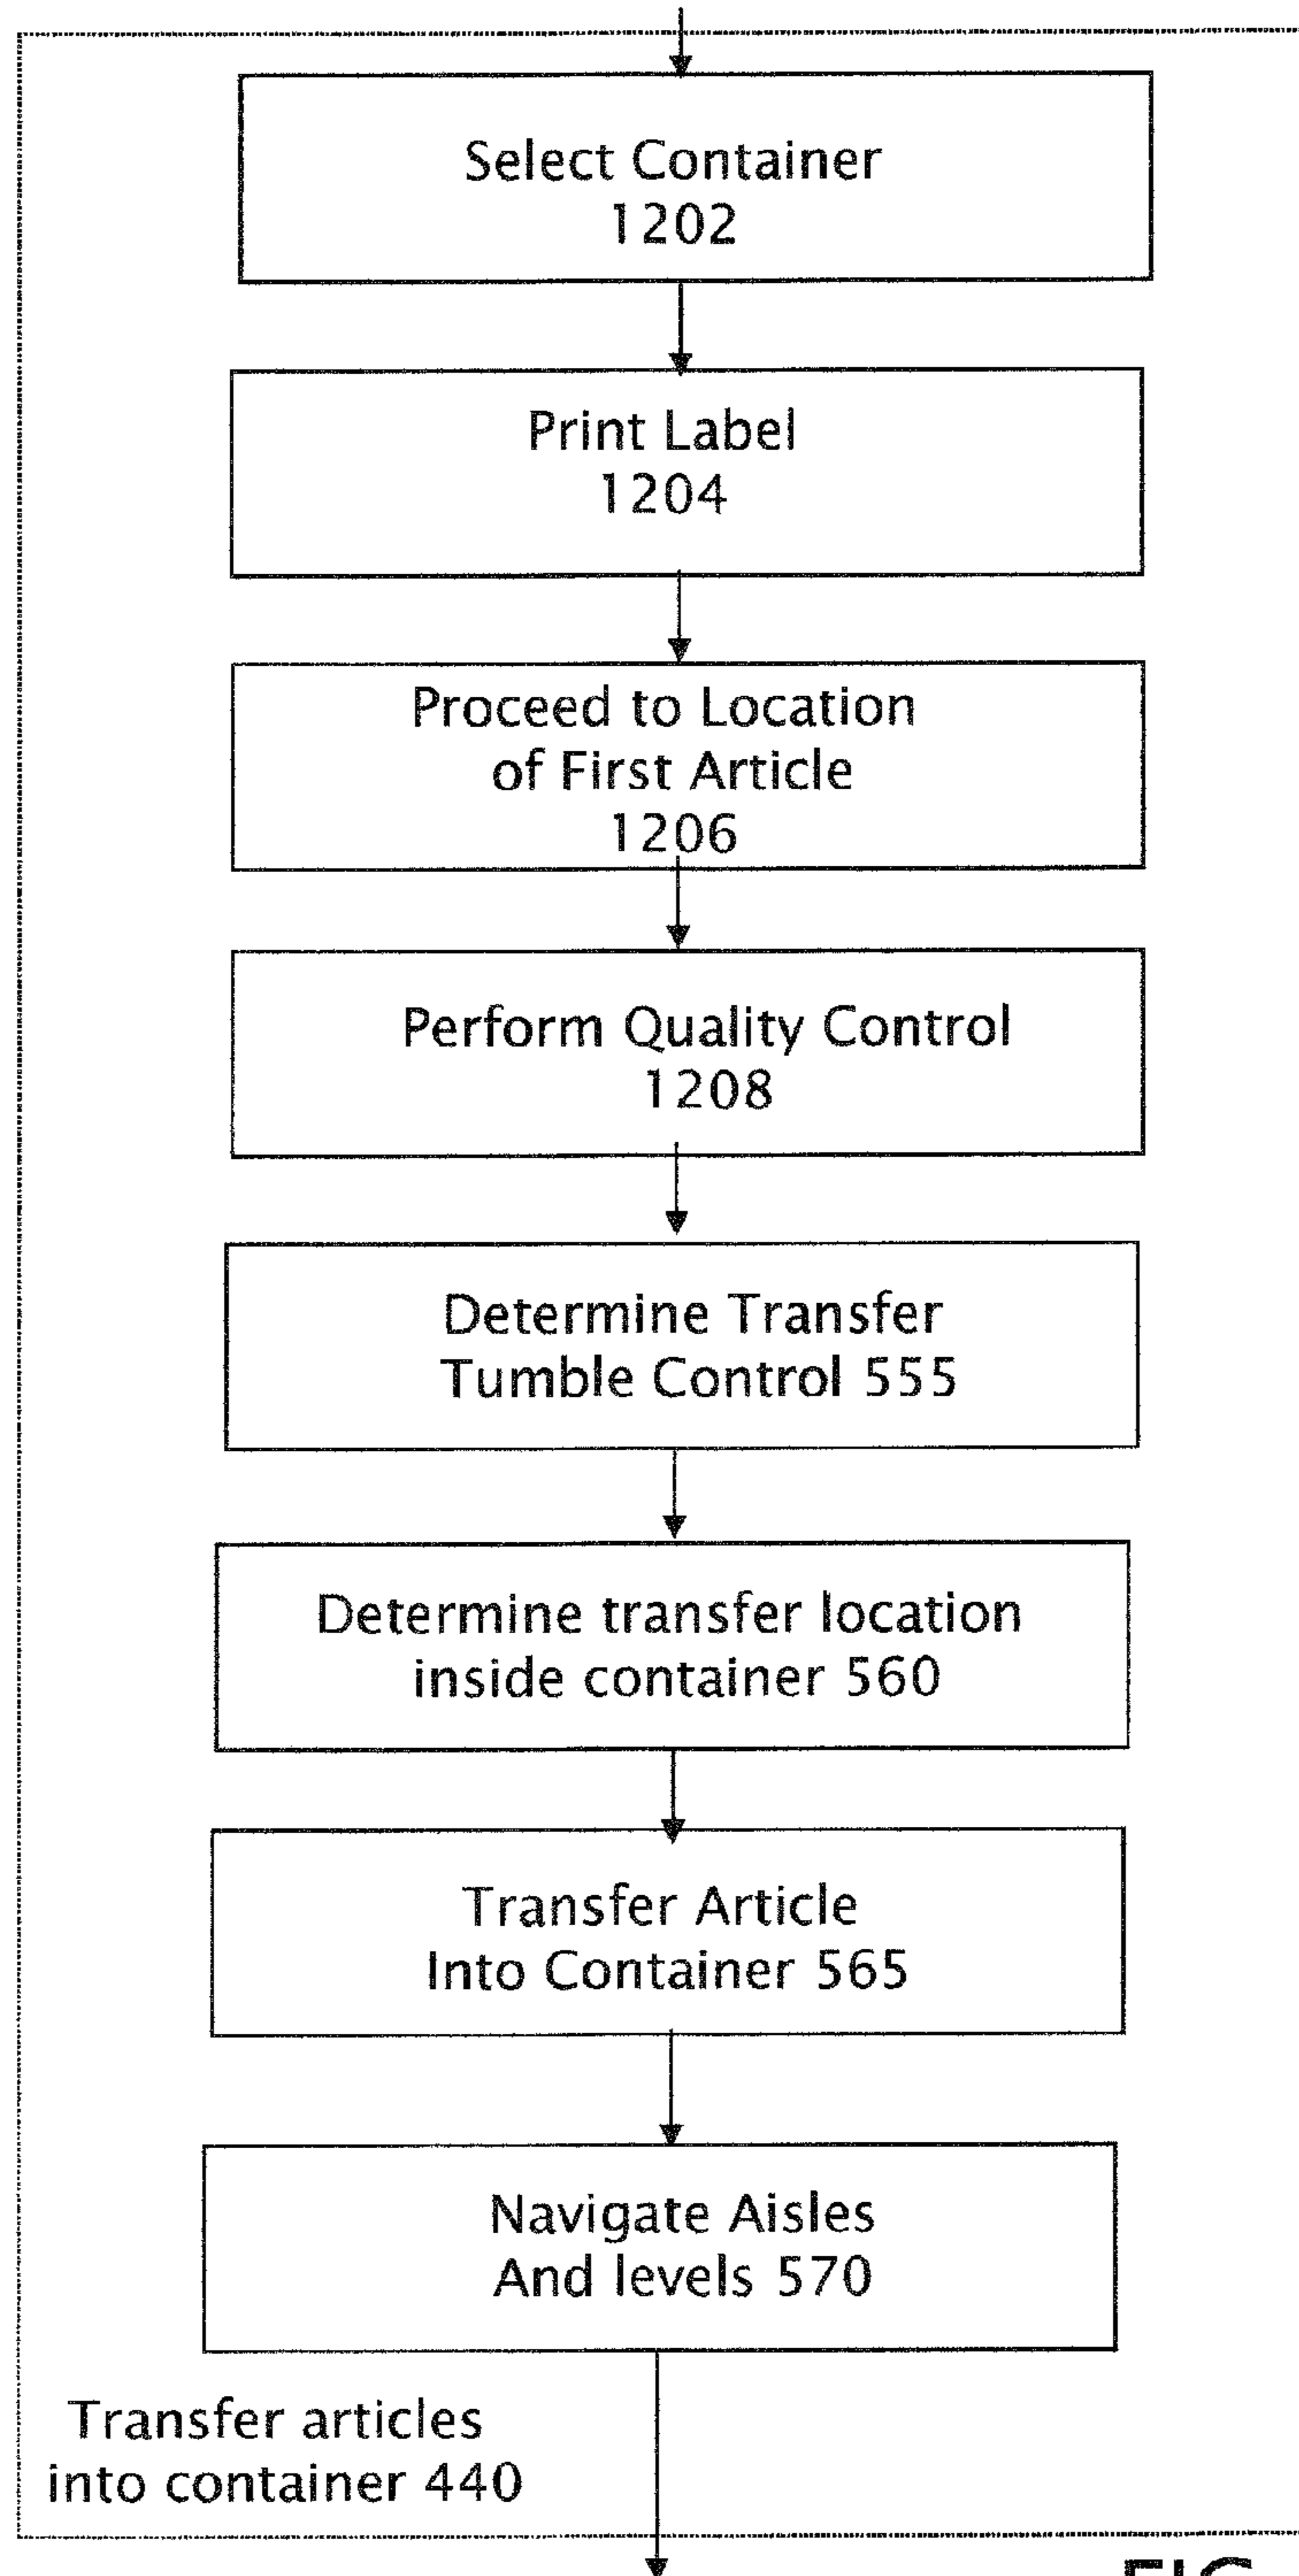 Select Container
1202
Print Label
1204
Proceed to Location
of First Article
1206
Perform Quality Control
1208
Determine Transfer
Tumble Control 555
Determine transfer location
inside container 560
Transfer Article
Into Container 565
Navigate Aisles
And levels 570
Transfer articles
into container 440